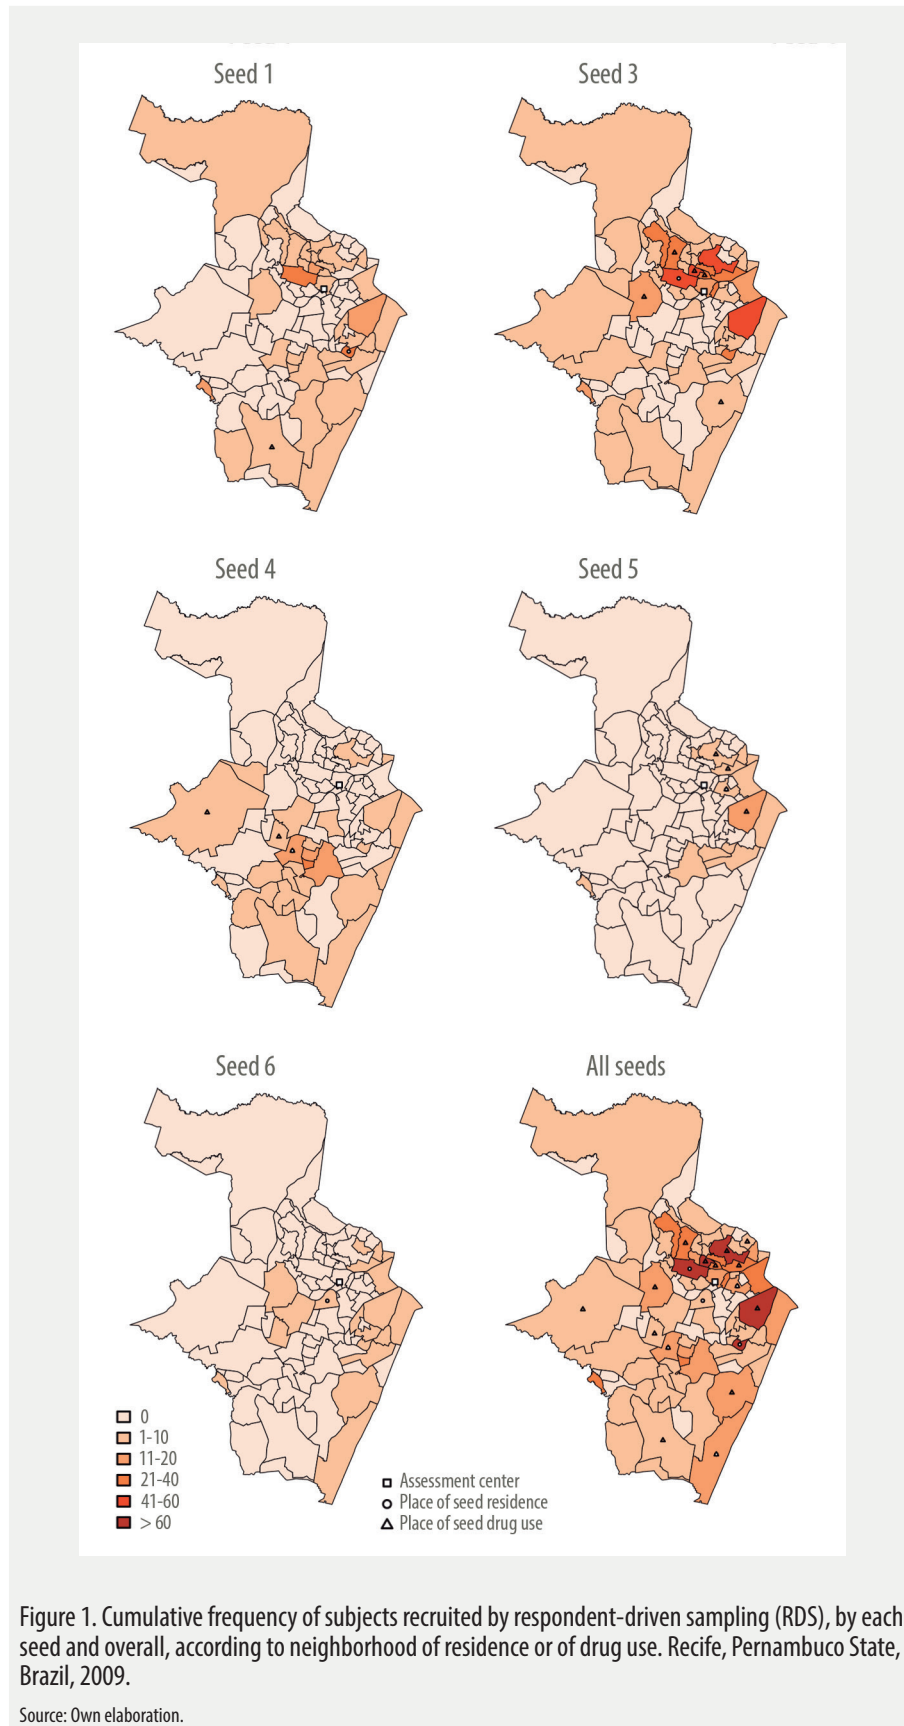 Seed 1
Seed 3
Seed 4
Seed 5
Seed 6
All seeds
0
1-10
11-20
21-40
41-60
> 60
Assessment center
Place of seed residence
Place of seed drug use
Figure 1. Cumulative frequency of subjects recruited by respondent-driven sampling (RDS), by each
seed and overall, according to neighborhood of residence or of drug use. Recife, Pernambuco State,
Brazil, 2009.
Source: Own elaboration.